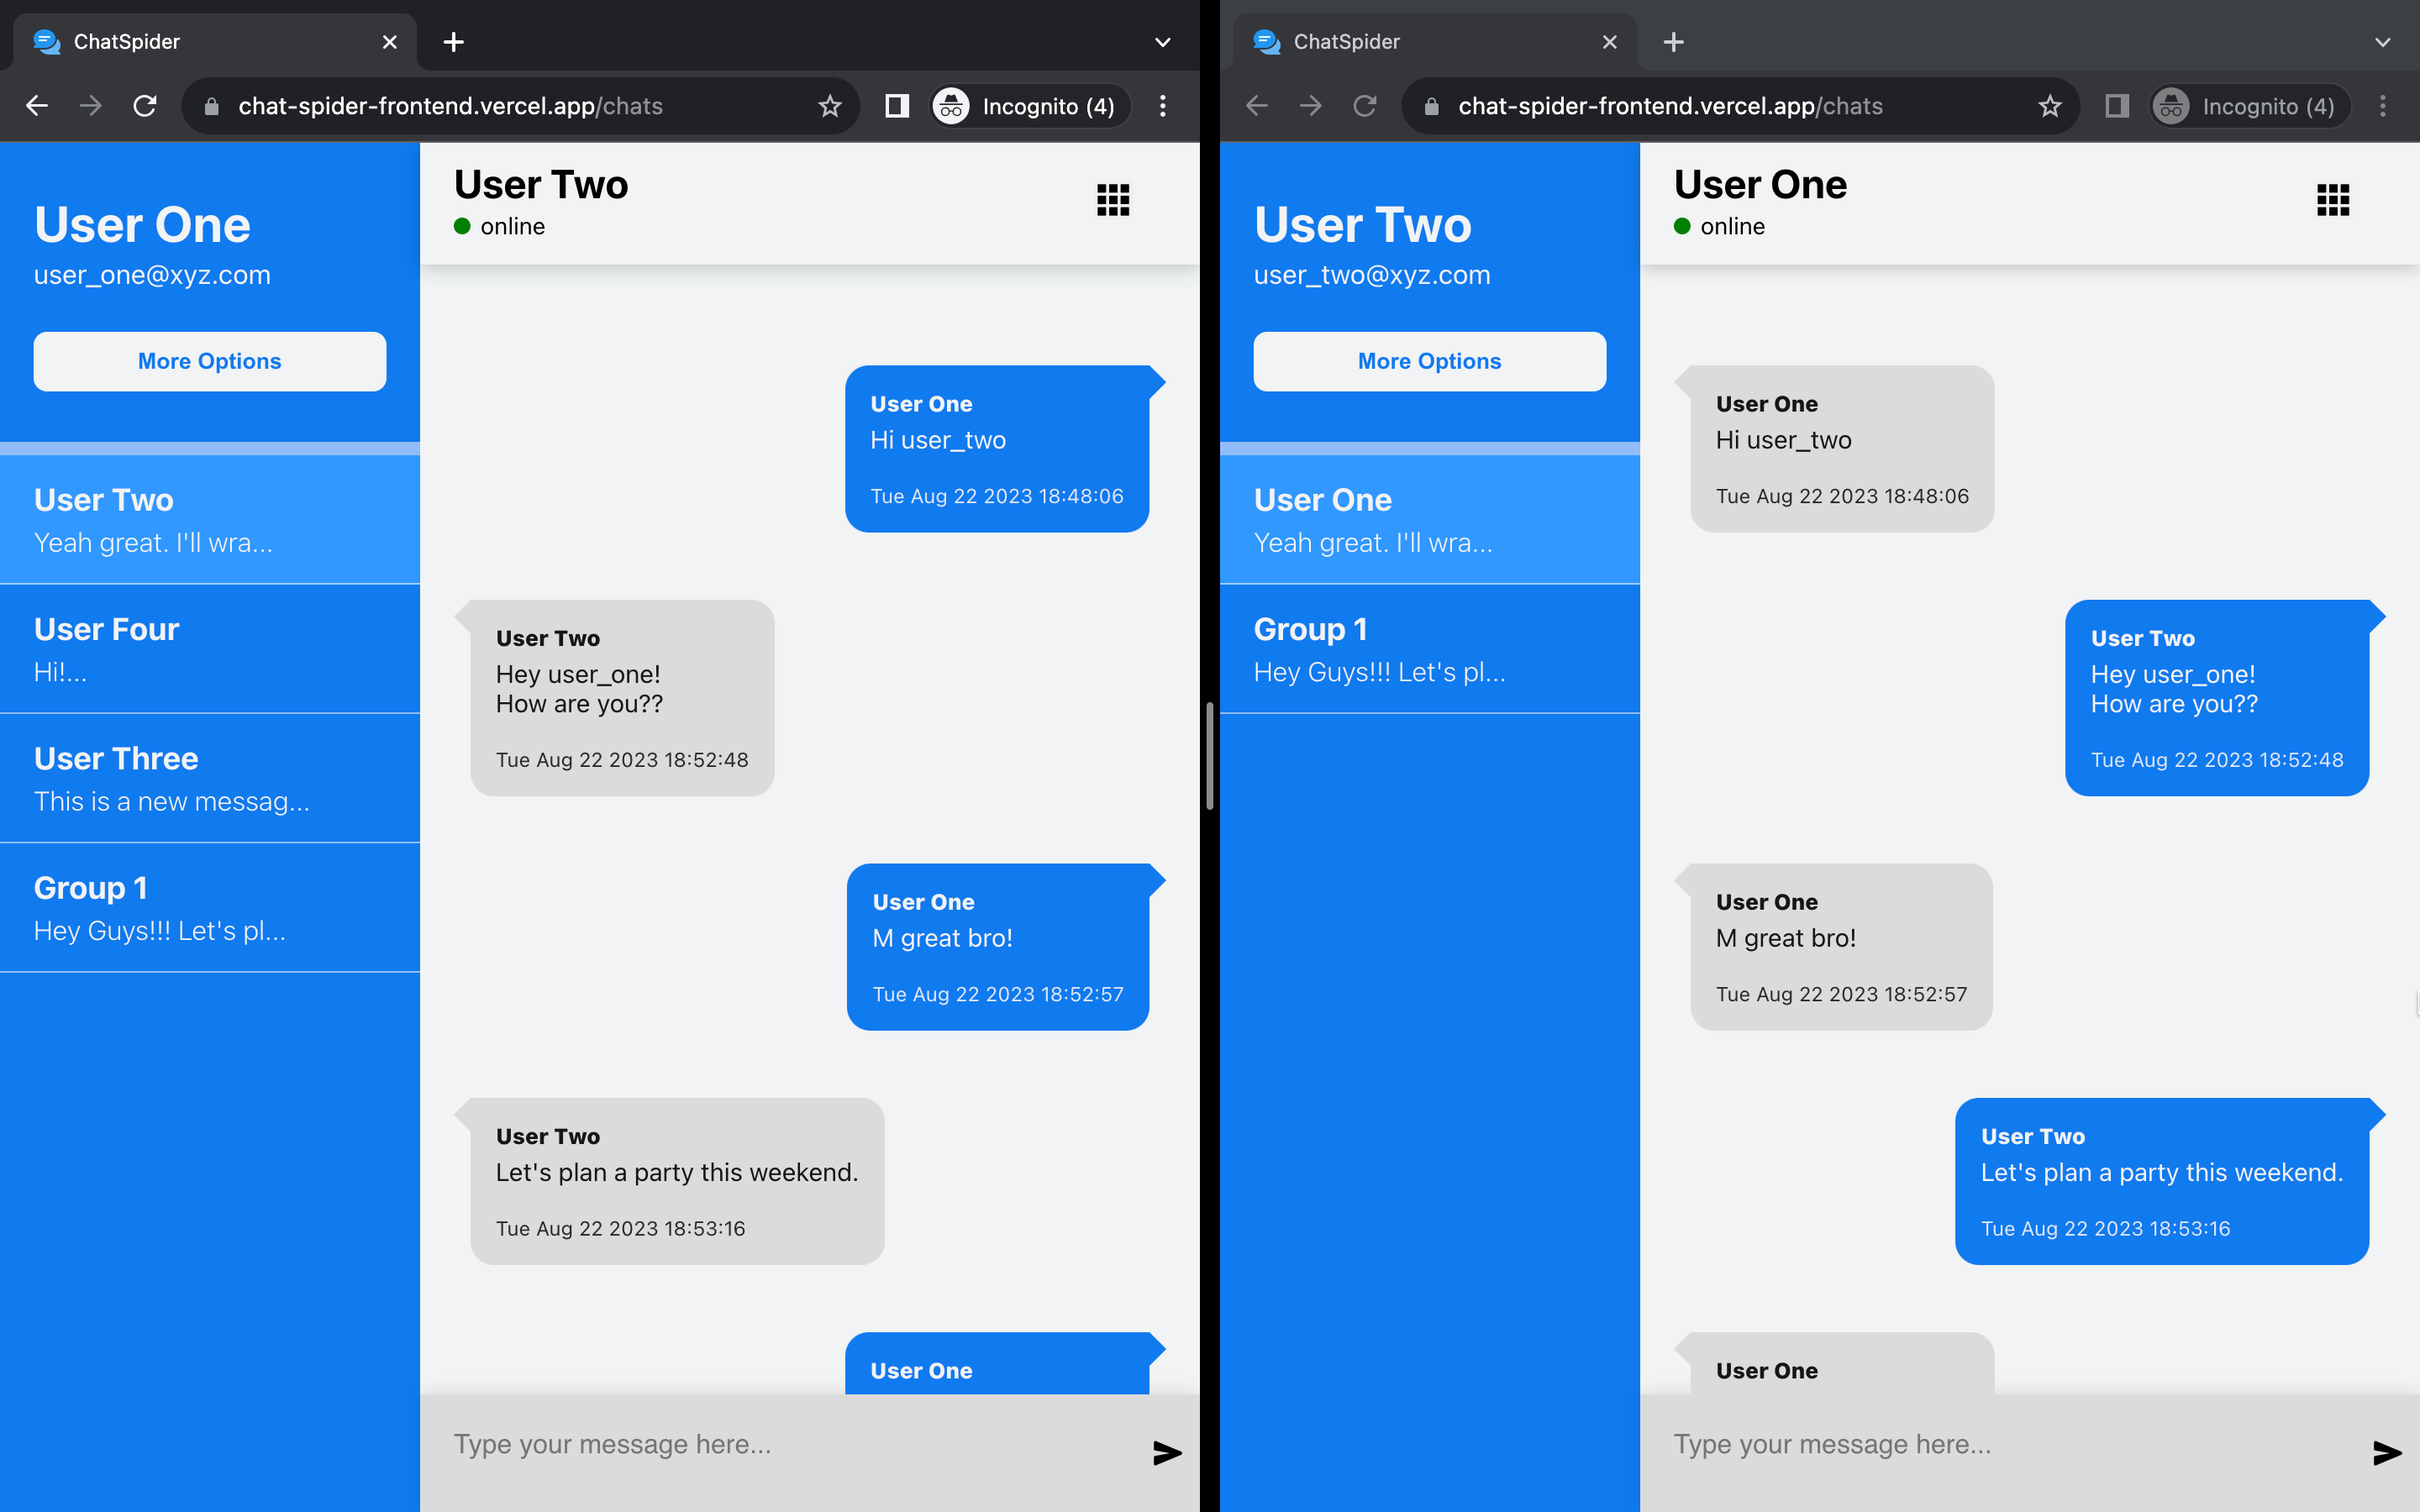 ChatSpider
chat-spider-frontend.vercel.app/chats
Incognito (4)
User One
user_one@xyz.com
More Options
User Two
Yeah great. I'll wra...
User Four
Hi!...
User Three
This is a new messag...
Group 1
Hey Guys!!! Let's pl...
User Two
online
User One
Hi user_two
Tue Aug 22 2023 18:48:06
User Two
Hey user_one!
How are you??
Tue Aug 22 2023 18:52:48
User One
M great bro!
Tue Aug 22 2023 18:52:57
User Two
Let's plan a party this weekend.
Tue Aug 22 2023 18:53:16
User One
Type your message here...
ChatSpider
chat-spider-frontend.vercel.app/chats
Incognito (4)
User Two
user_two@xyz.com
More Options
User One
Yeah great. I'll wra...
Group 1
Hey Guys!!! Let's pl...
User One
online
User One
Hi user_two
Tue Aug 22 2023 18:48:06
User Two
Hey user_one!
How are you??
Tue Aug 22 2023 18:52:48
User One
M great bro!
Tue Aug 22 2023 18:52:57
User Two
Let's plan a party this weekend.
Tue Aug 22 2023 18:53:16
User One
Type your message here...